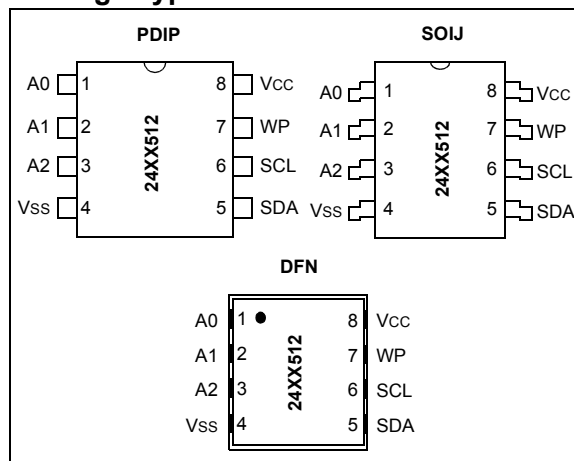 PDIP
A0 1 8 VCC
A1 2 7 WP
A2 3 6 SCL
VSS 4 5 SDA
24XX512
SOIJ
A0 1 8 VCC
A1 2 7 WP
A2 3 6 SCL
VSS 4 5 SDA
24XX512
DFN
A0 1 8 VCC
A1 2 7 WP
A2 3 6 SCL
VSS 4 5 SDA
24XX512